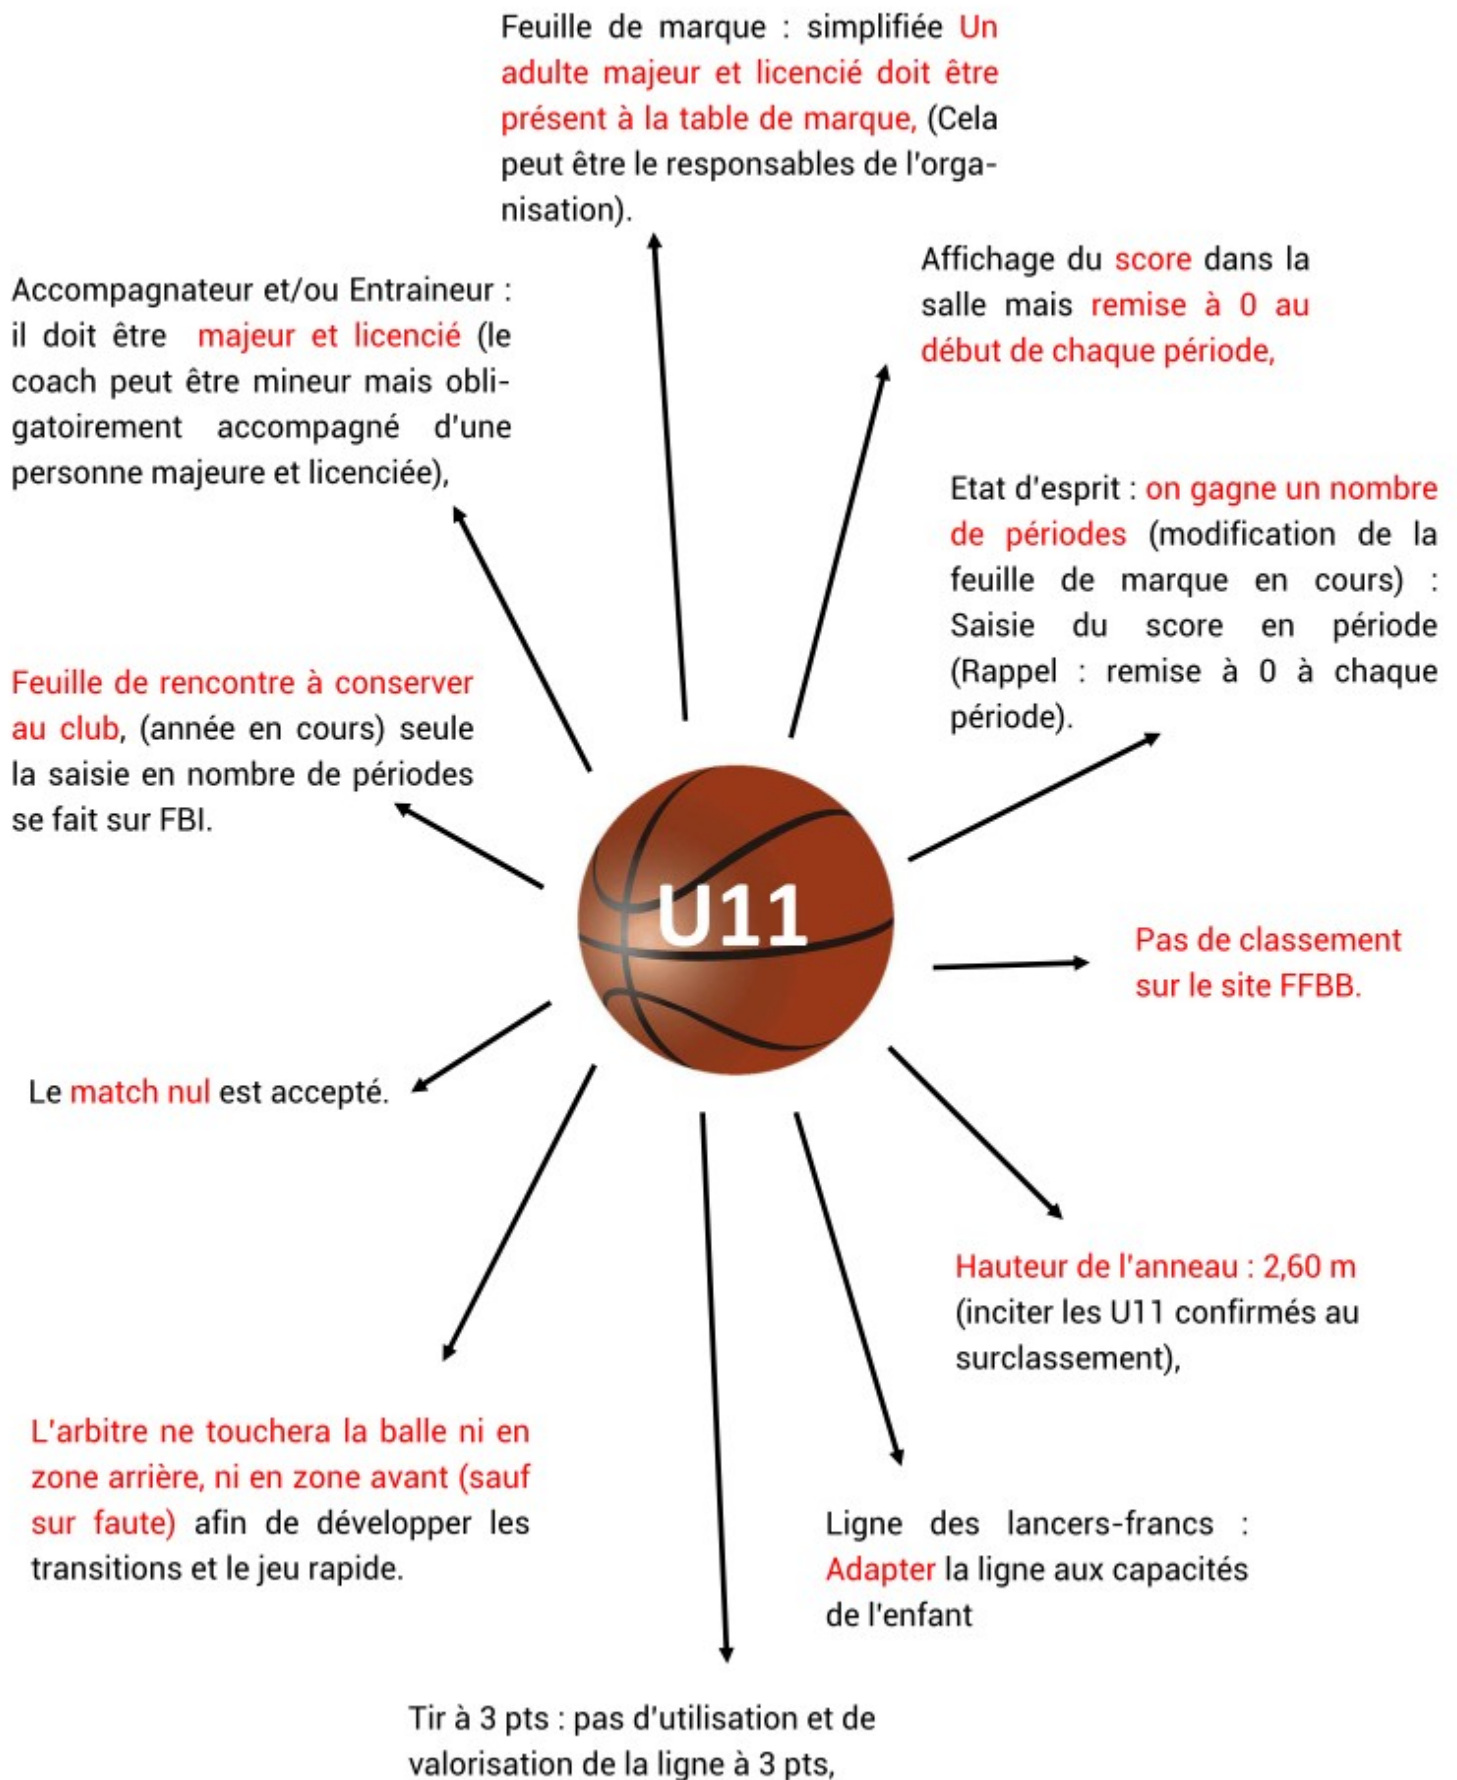 Feuille de marque : simplifiée Un
adulte majeur et licencié doit être
présent à la table de marque, (Cela
peut être le responsables de l'orga-
nisation).
Affichage du score dans la
salle mais remise à 0 au
début de chaque période,
Accompagnateur et/ou Entraineur :
il doit être majeur et licencié (le
coach peut être mineur mais obli-
gatoirement accompagné d'une
personne majeure et licenciée),
Etat d'esprit : on gagne un nombre
de périodes (modification de la
feuille de marque en cours) :
Saisie du score en période
(Rappel : remise à 0 à chaque
période).
Feuille de rencontre à conserver
au club, (année en cours) seule
la saisie en nombre de périodes
se fait sur FBI.
U11
Pas de classement
sur le site FFBB.
Le match nul est accepté.
Hauteur de l'anneau : 2,60 m
(inciter les U11 confirmés au
surclassement),
L'arbitre ne touchera la balle ni en
zone arrière, ni en zone avant (sauf
sur faute) afin de développer les
transitions et le jeu rapide.
Ligne des lancers-francs :
Adapter la ligne aux capacités
de l'enfant
Tir à 3 pts : pas d'utilisation et de
valorisation de la ligne à 3 pts,